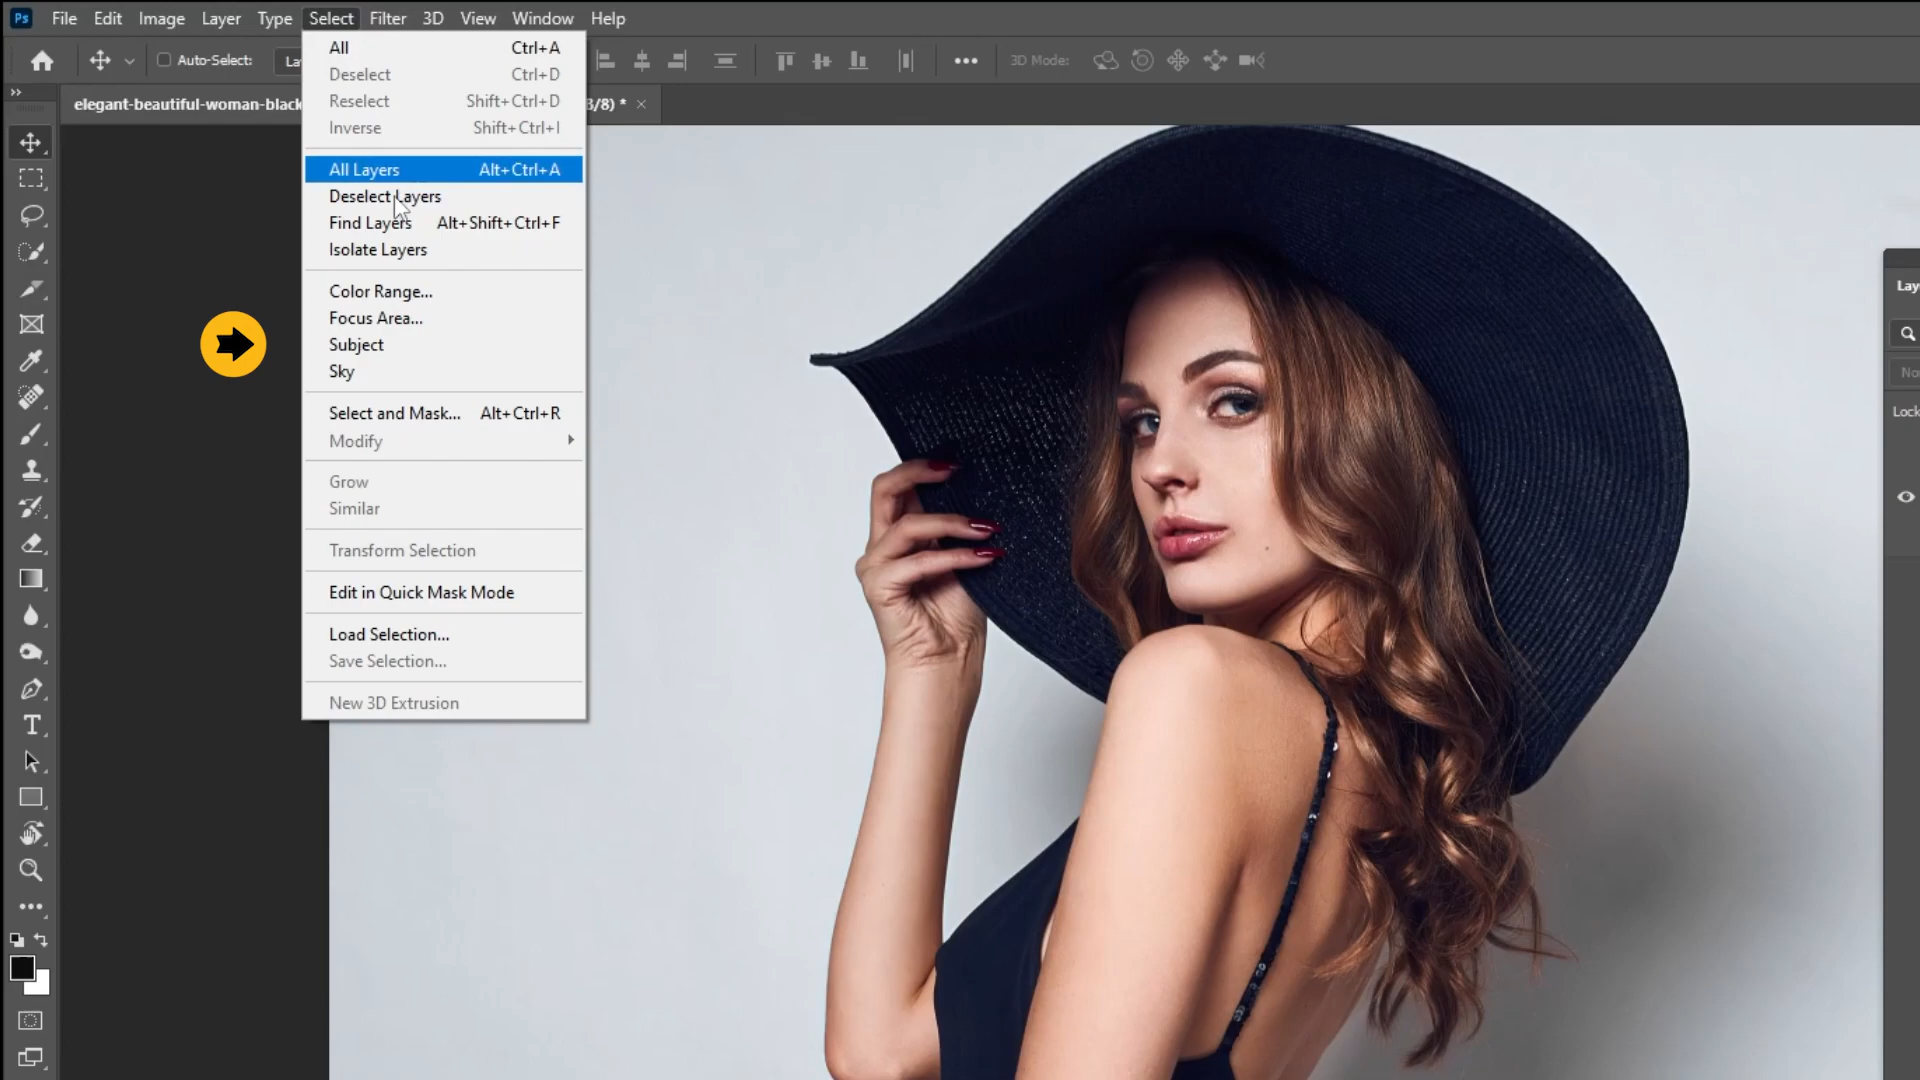 Ps File Edit Image Layer Type Select Filter 3D View Window Help
Auto-Select: La 3D Mode:
elegant-beautiful-woman-black 3/8) *
All Ctrl+A
Deselect Ctrl+D
Reselect Shift+Ctrl+D
Inverse Shift+Ctrl+I
All Layers Alt+Ctrl+A
Deselect Layers
Find Layers Alt+Shift+Ctrl+F
Isolate Layers
Color Range...
Focus Area...
Subject
Sky
Select and Mask... Alt+Ctrl+R
Modify
Grow
Similar
Transform Selection
Edit in Quick Mask Mode
Load Selection...
Save Selection...
New 3D Extrusion
Lay
No
Lock